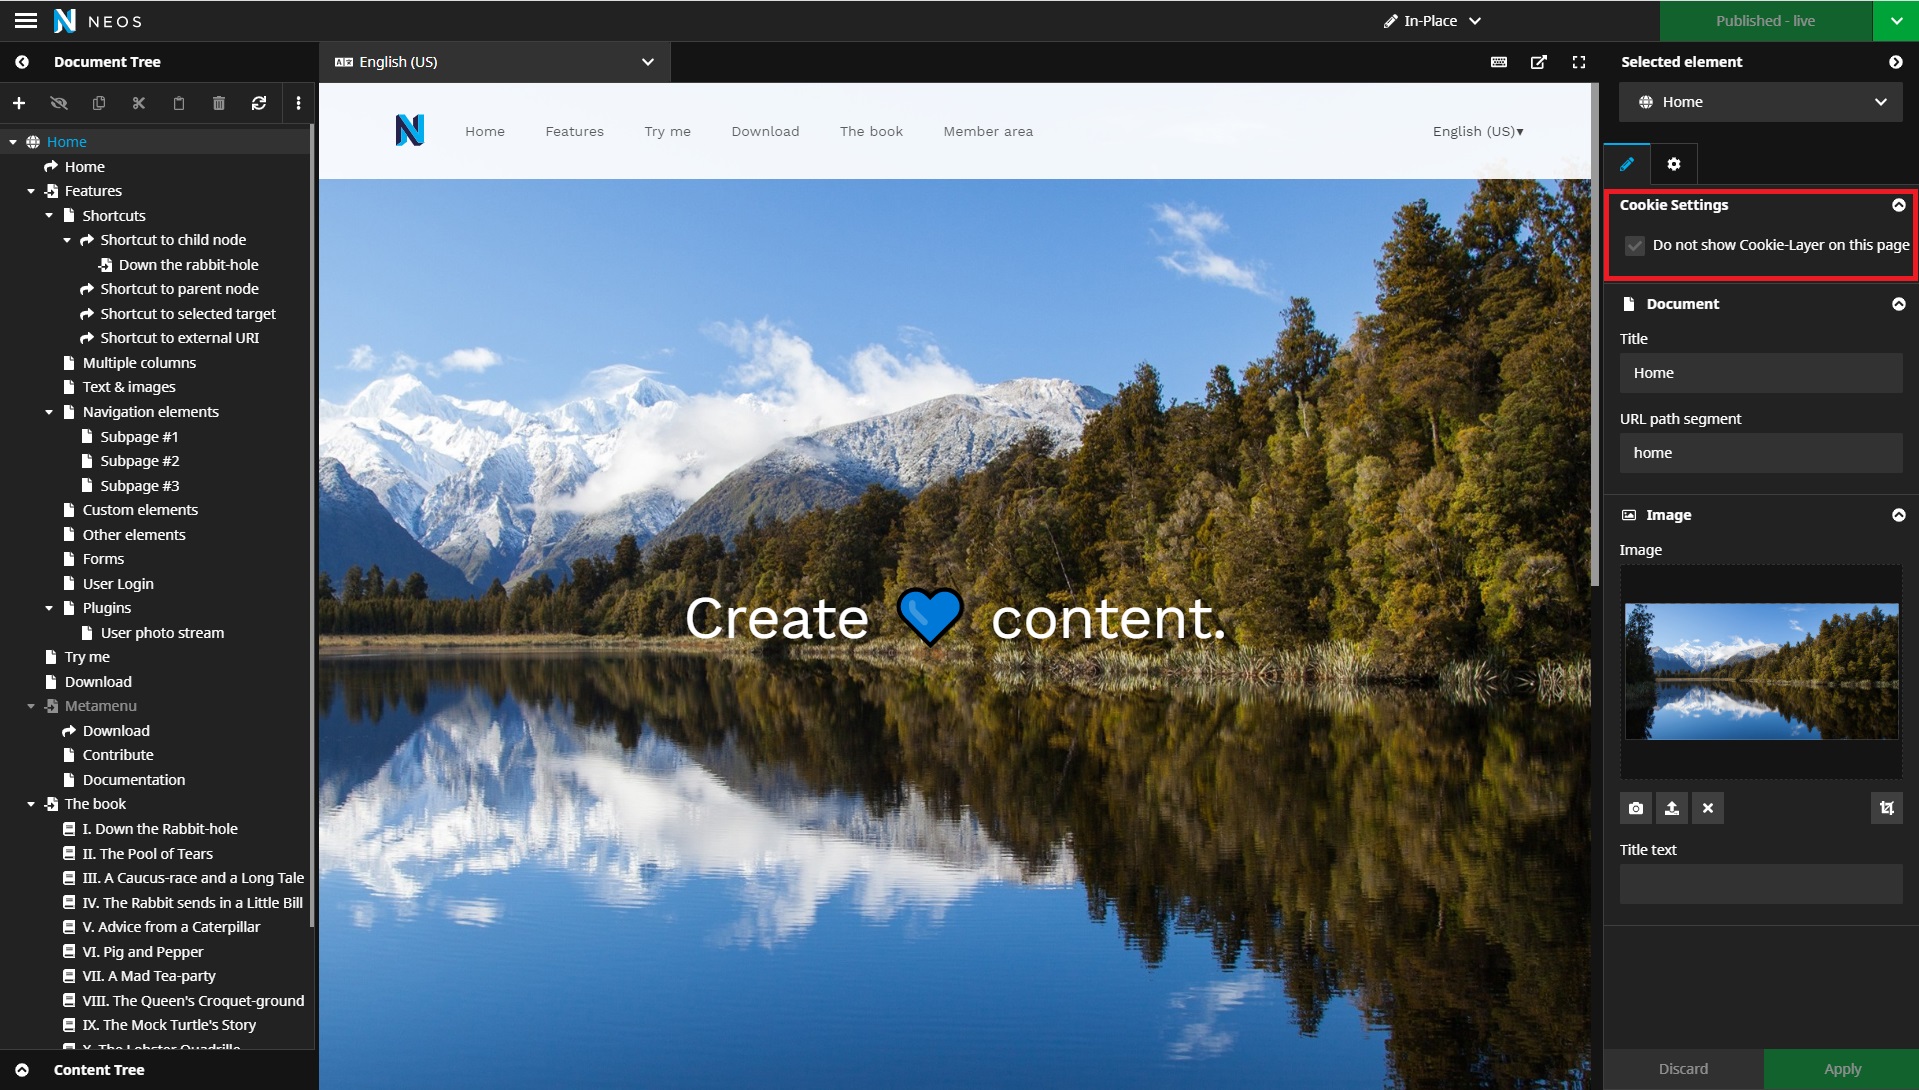 NEOS
In-Place
Published - live
Document Tree
English (US)
Selected element
Home
Home
Home
Features
Shortcuts
Shortcut to child node
Down the rabbit-hole
Shortcut to parent node
Shortcut to selected target
Shortcut to external URI
Multiple columns
Text & images
Navigation elements
Subpage #1
Subpage #2
Subpage #3
Custom elements
Other elements
Forms
User Login
Plugins
User photo stream
Try me
Download
Metamenu
Download
Contribute
Documentation
The book
I. Down the Rabbit-hole
II. The Pool of Tears
III. A Caucus-race and a Long Tale
IV. The Rabbit sends in a Little Bill
V. Advice from a Caterpillar
VI. Pig and Pepper
VII. A Mad Tea-party
VIII. The Queen's Croquet-ground
IX. The Mock Turtle's Story
X. The Lobster Quadrille
Content Tree
Home Features Try me Download The book Member area English (US)▾
Create 💙 content.
Cookie Settings
Do not show Cookie-Layer on this page
Document
Title
Home
URL path segment
home
Image
Image
Title text
Discard
Apply